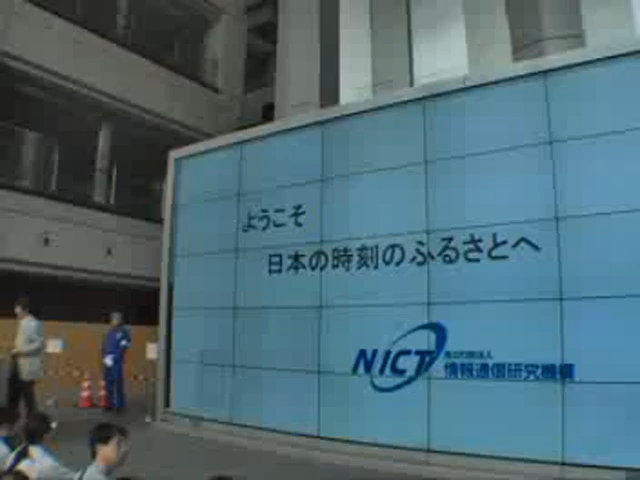 ようこそ
日本の時刻のふるさとへ
NICT
独立行政法人
情報通信研究機構